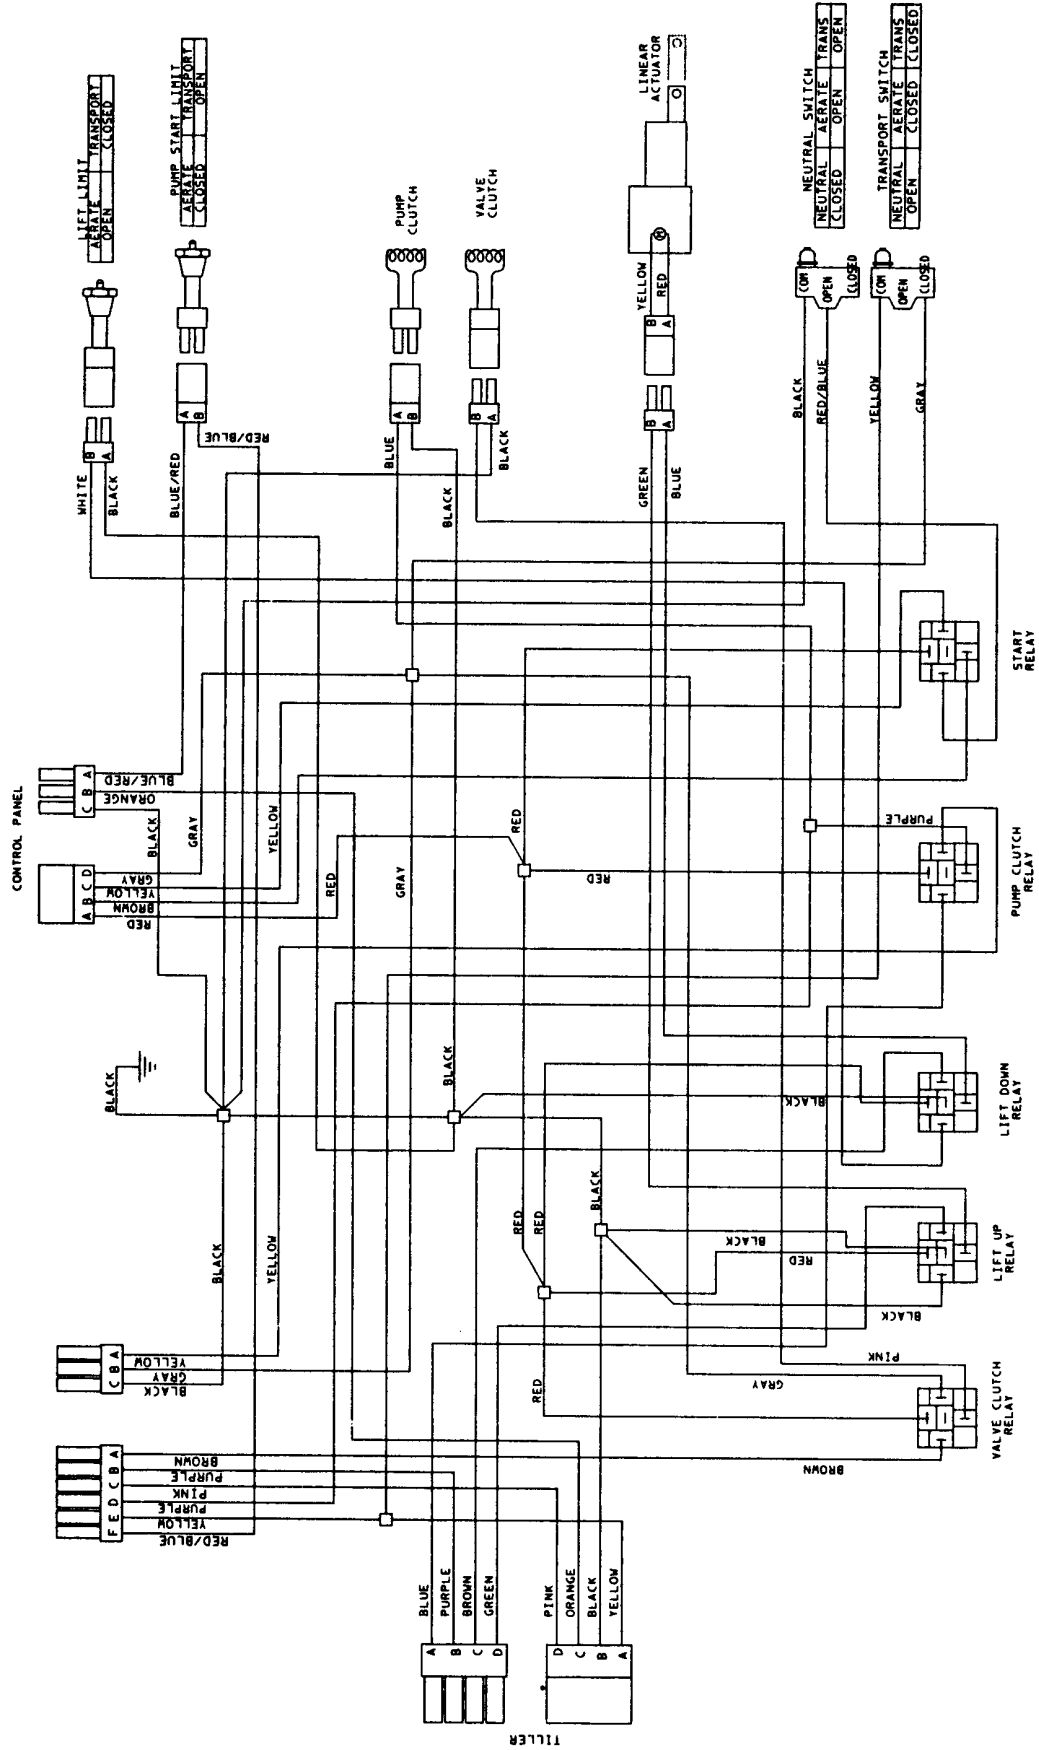 LIFT LIMIT
AERATE TRANSPORT
OPEN CLOSED
PUMP START LIMIT
AERATE TRANSPORT
CLOSED OPEN
PUMP
CLUTCH
VALVE
CLUTCH
LINEAR
ACTUATOR
NEUTRAL SWITCH
NEUTRAL AERATE TRANS
CLOSED OPEN OPEN
TRANSPORT SWITCH
NEUTRAL AERATE TRANS
OPEN CLOSED CLOSED
B
A
WHITE
BLACK
A
B
BLUE/RED
RED/BLUE
A
B
BLUE
BLACK
B
A
BLACK
M
YELLOW
RED
B
A
B
A
GREEN
BLUE
COM
OPEN
CLOSED
BLACK
RED/BLUE
COM
OPEN
CLOSED
YELLOW
GRAY
START
RELAY
CONTROL PANEL
C B A
BLUE/RED
ORANGE
BLACK
A B C D
GRAY
YELLOW
BROWN
RED
GRAY
YELLOW
RED
GRAY
RED
RED
PURPLE
PUMP CLUTCH
RELAY
BLACK
BLACK
BLACK
LIFT DOWN
RELAY
BLACK
YELLOW
RED
RED
BLACK
BLACK
RED
BLACK
LIFT UP
RELAY
C B A
YELLOW
GRAY
BLACK
RED
GRAY
PINK
BROWN
VALVE CLUTCH
RELAY
F E D C B A
BROWN
PURPLE
PINK
PURPLE
YELLOW
RED/BLUE
BLUE
PURPLE
BROWN
GREEN
A
B
C
D
PINK
ORANGE
BLACK
YELLOW
D
C
B
A
TILLER